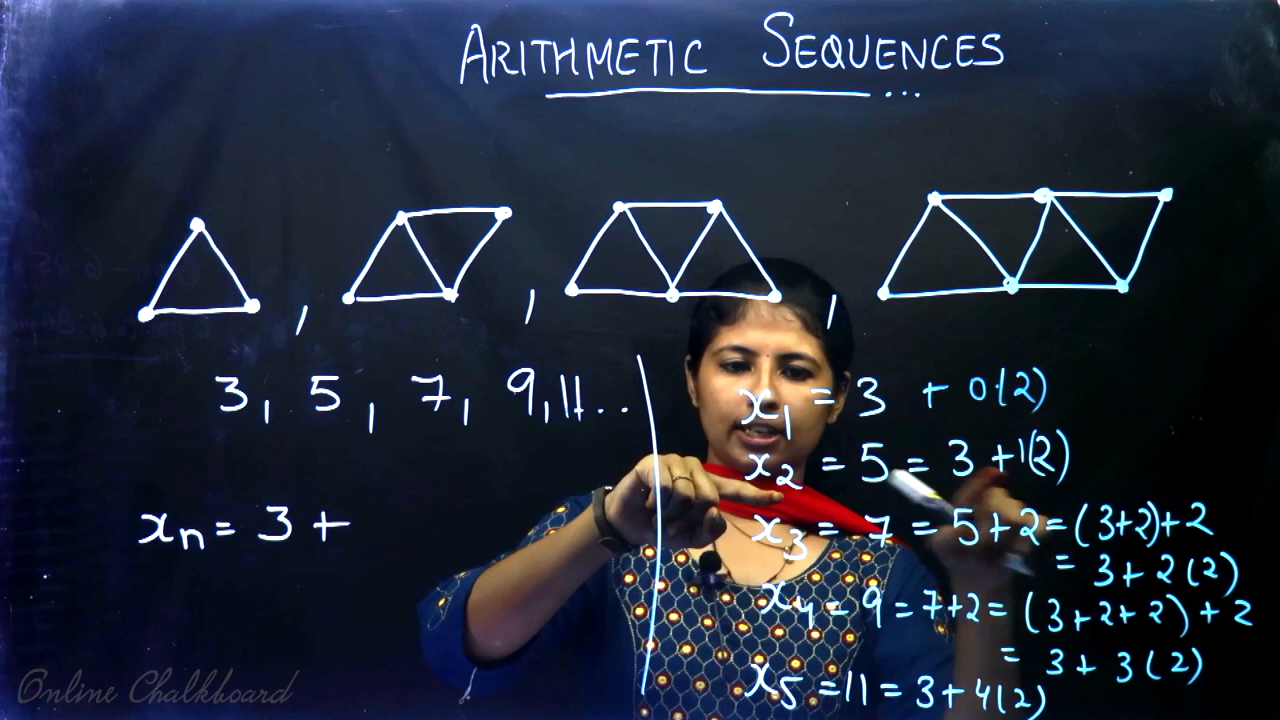 ARITHMETIC SEQUENCES...
3, 5, 7, 9, 11...
xₙ = 3 +
x₁ = 3 + 0(2)
x₂ = 5 = 3 + 1(2)
x₃ = 7 = 5 + 2 = (3+2)+2
= 3 + 2(2)
x₄ = 9 = 7+2 = (3+2+2)+2
= 3 + 3(2)
x₅ = 11 = 3 + 4(2)
Online Chalkboard